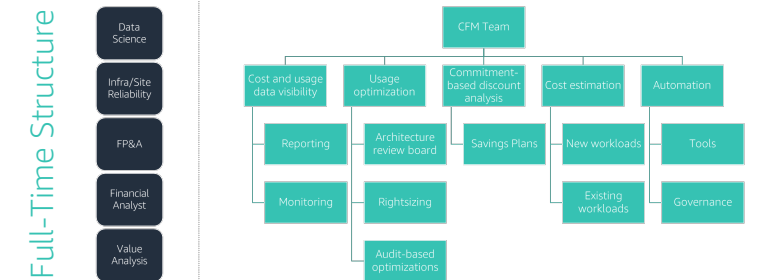 Full-Time Structure
Data
Science
Infra/Site
Reliability
FP&A
Financial
Analyst
Value
Analysis
CFM Team
Cost and usage
data visibility
Usage
optimization
Commitment-
based discount
analysis
Cost estimation
Automation
Reporting
Architecture
review board
Savings Plans
New workloads
Tools
Monitoring
Rightsizing
Existing
workloads
Governance
Audit-based
optimizations